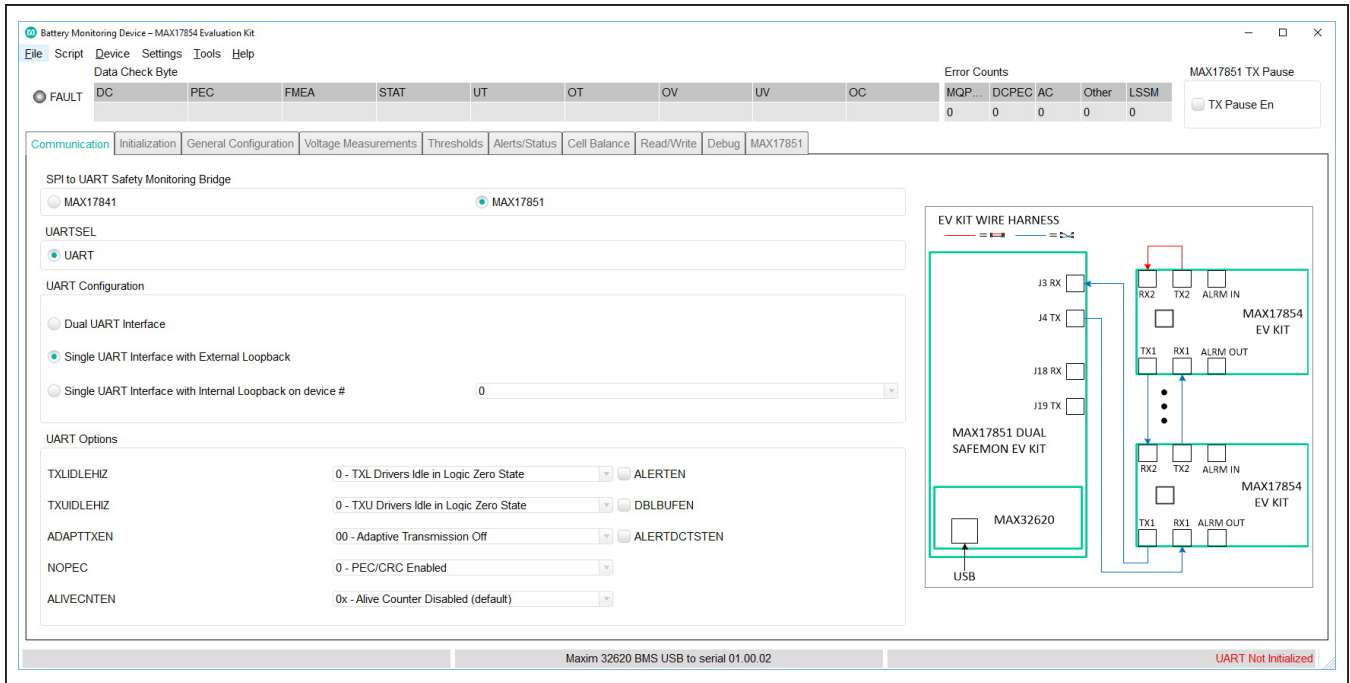 Battery Monitoring Device – MAX17854 Evaluation Kit
File Script Device Settings Tools Help
Data Check Byte
Error Counts
MAX17851 TX Pause
FAULT
DC PEC FMEA STAT UT OT OV UV OC
MQP... DCPEC AC Other LSSM
0 0 0 0 0
TX Pause En
Communication Initialization General Configuration Voltage Measurements Thresholds Alerts/Status Cell Balance Read/Write Debug MAX17851
SPI to UART Safety Monitoring Bridge
MAX17841 MAX17851
UARTSEL
UART
UART Configuration
Dual UART Interface
Single UART Interface with External Loopback
Single UART Interface with Internal Loopback on device # 0
UART Options
TXLIDLEHIZ 0 - TXL Drivers Idle in Logic Zero State ALERTEN
TXUIDLEHIZ 0 - TXU Drivers Idle in Logic Zero State DBLBUFEN
ADAPTTXEN 00 - Adaptive Transmission Off ALERTDCTSTEN
NOPEC 0 - PEC/CRC Enabled
ALIVECNTEN 0x - Alive Counter Disabled (default)
EV KIT WIRE HARNESS
= =
J3 RX
J4 TX
J18 RX
J19 TX
MAX17851 DUAL
SAFEMON EV KIT
MAX32620
USB
RX2 TX2 ALRM IN
MAX17854
EV KIT
TX1 RX1 ALRM OUT
RX2 TX2 ALRM IN
MAX17854
EV KIT
TX1 RX1 ALRM OUT
Maxim 32620 BMS USB to serial 01.00.02
UART Not Initialized